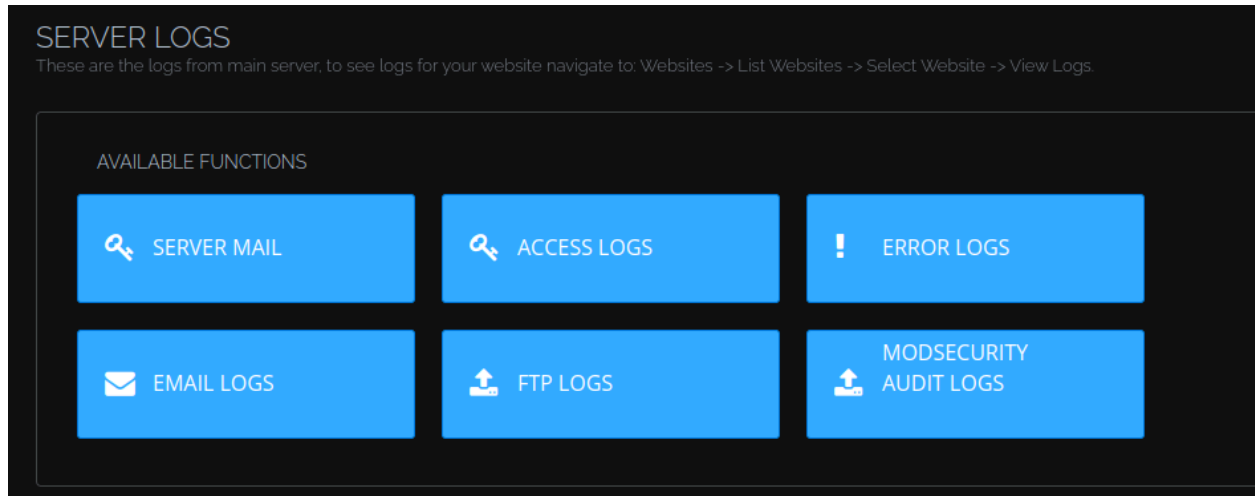 SERVER LOGS
These are the logs from main server, to see logs for your website navigate to: Websites -> List Websites -> Select Website -> View Logs.
AVAILABLE FUNCTIONS
SERVER MAIL
ACCESS LOGS
ERROR LOGS
EMAIL LOGS
FTP LOGS
MODSECURITY
AUDIT LOGS